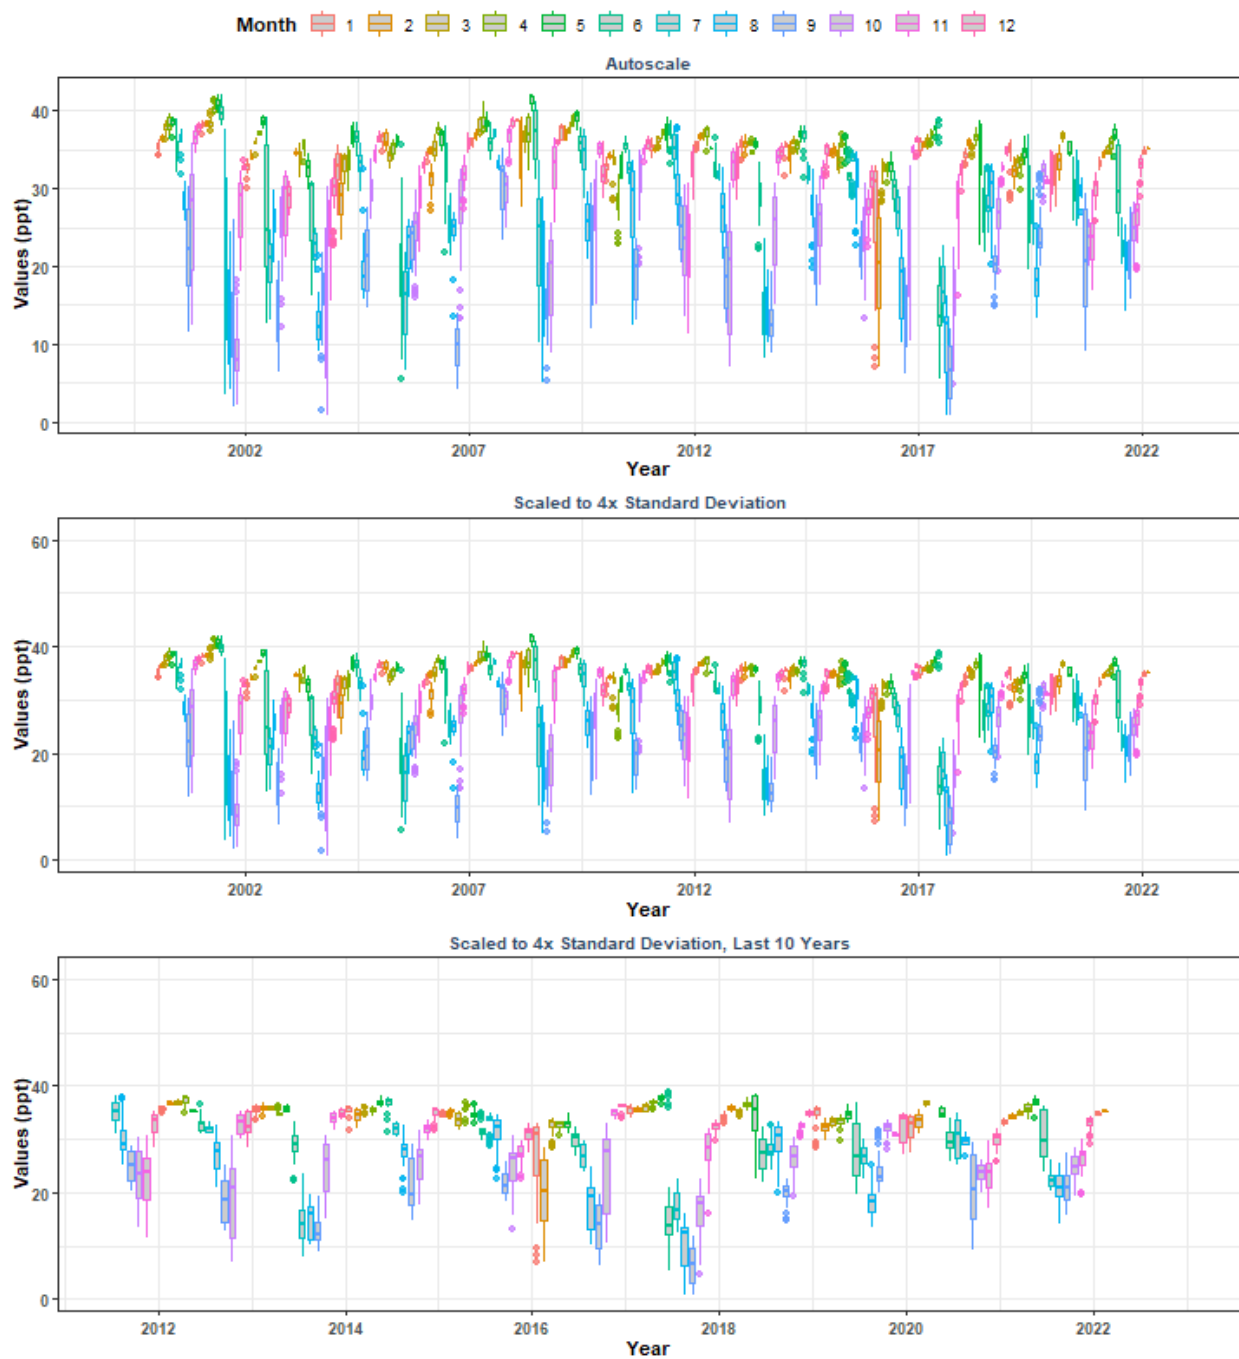 Month 1 2 3 4 5 6 7 8 9 10 11 12
Autoscale
Values (ppt)
40
30
20
10
0
2002 2007 2012 2017 2022
Year
Scaled to 4x Standard Deviation
Values (ppt)
60
40
20
0
2002 2007 2012 2017 2022
Year
Scaled to 4x Standard Deviation, Last 10 Years
Values (ppt)
60
40
20
0
2012 2014 2016 2018 2020 2022
Year